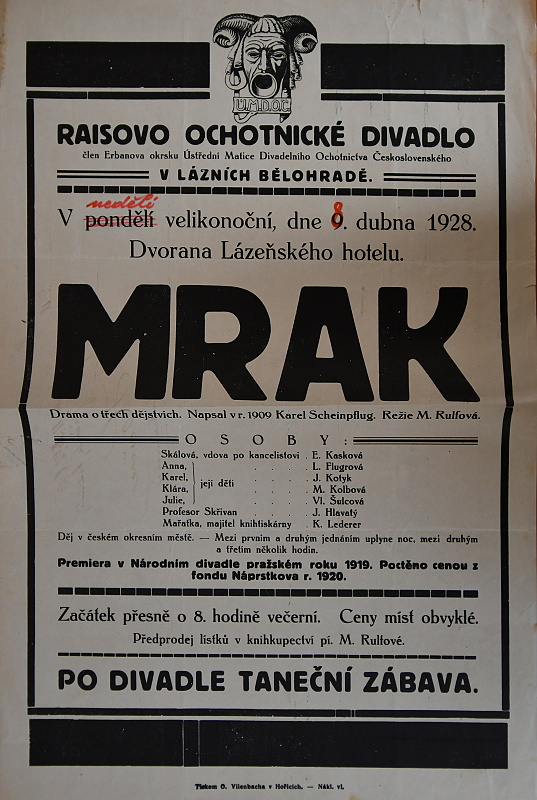 Ú.M.D.O.Č.
RAISOVO OCHOTNICKÉ DIVADLO
člen Erbanova okrsku Ústřední Matice Divadelního Ochotnictva Československého
V LÁZNÍCH BĚLOHRADĚ.
neděli 8
V pondělí velikonoční, dne 9. dubna 1928.
Dvorana Lázeňského hotelu.
MRAK
Drama o třech dějstvích. Napsal v r. 1909 Karel Scheinpflug. Režie M. Rulfová.
OSOBY:
Skálová, vdova po kancelistovi . E. Kasková
Anna, . . . . L. Flugrová
Karel, . . . . J. Kotyk
Klára, její děti . . . . M. Kolbová
Julie, . . . . Vl. Šulcová
Profesor Skřivan . . . . J. Hlavatý
Mařatka, majitel knihtiskárny . K. Lederer
Děj v českém okresním městě. — Mezi prvním a druhým jednáním uplyne noc, mezi druhým
a třetím několik hodin.
Premiera v Národním divadle pražském roku 1919. Poctěno cenou z
fondu Náprstkova r. 1920.
Začátek přesně o 8. hodině večerní. Ceny míst obvyklé.
Předprodej lístků v knihkupectví pí. M. Rulfové.
PO DIVADLE TANEČNÍ ZÁBAVA.
Tiskem O. Vilenbacha v Hořicích. — Nákl. vl.